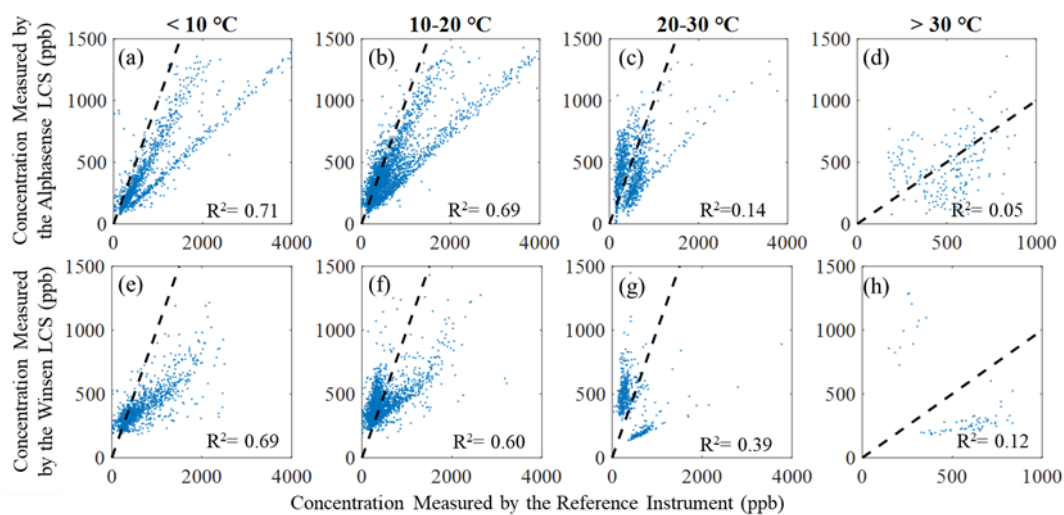 < 10 °C 10-20 °C 20-30 °C > 30 °C
Concentration Measured by
the Alphasense LCS (ppb)
1500
1000
500
0
(a)
R²= 0.71
0 2000 4000
1500
1000
500
0
(b)
R²= 0.69
0 2000 4000
1500
1000
500
0
(c)
R²=0.14
0 2000 4000
1500
1000
500
0
(d)
R²= 0.05
0 500 1000
Concentration Measured
by the Winsen LCS (ppb)
1500
1000
500
0
(e)
R²= 0.69
0 2000 4000
1500
1000
500
0
(f)
R²= 0.60
0 2000 4000
1500
1000
500
0
(g)
R²= 0.39
0 2000 4000
1500
1000
500
0
(h)
R²= 0.12
0 500 1000
Concentration Measured by the Reference Instrument (ppb)